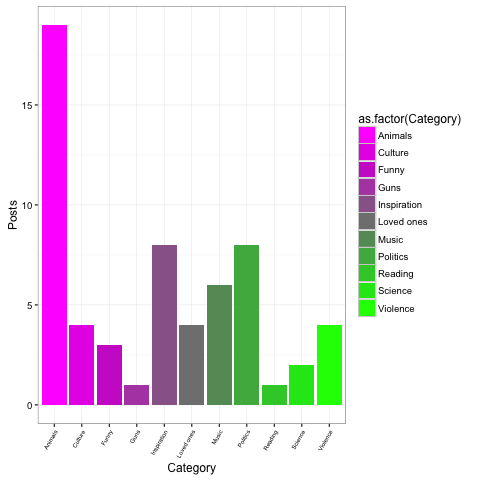 15
10
5
0
Posts
Animals
Culture
Funny
Guns
Inspiration
Loved ones
Music
Politics
Reading
Science
Violence
Category
as.factor(Category)
Animals
Culture
Funny
Guns
Inspiration
Loved ones
Music
Politics
Reading
Science
Violence